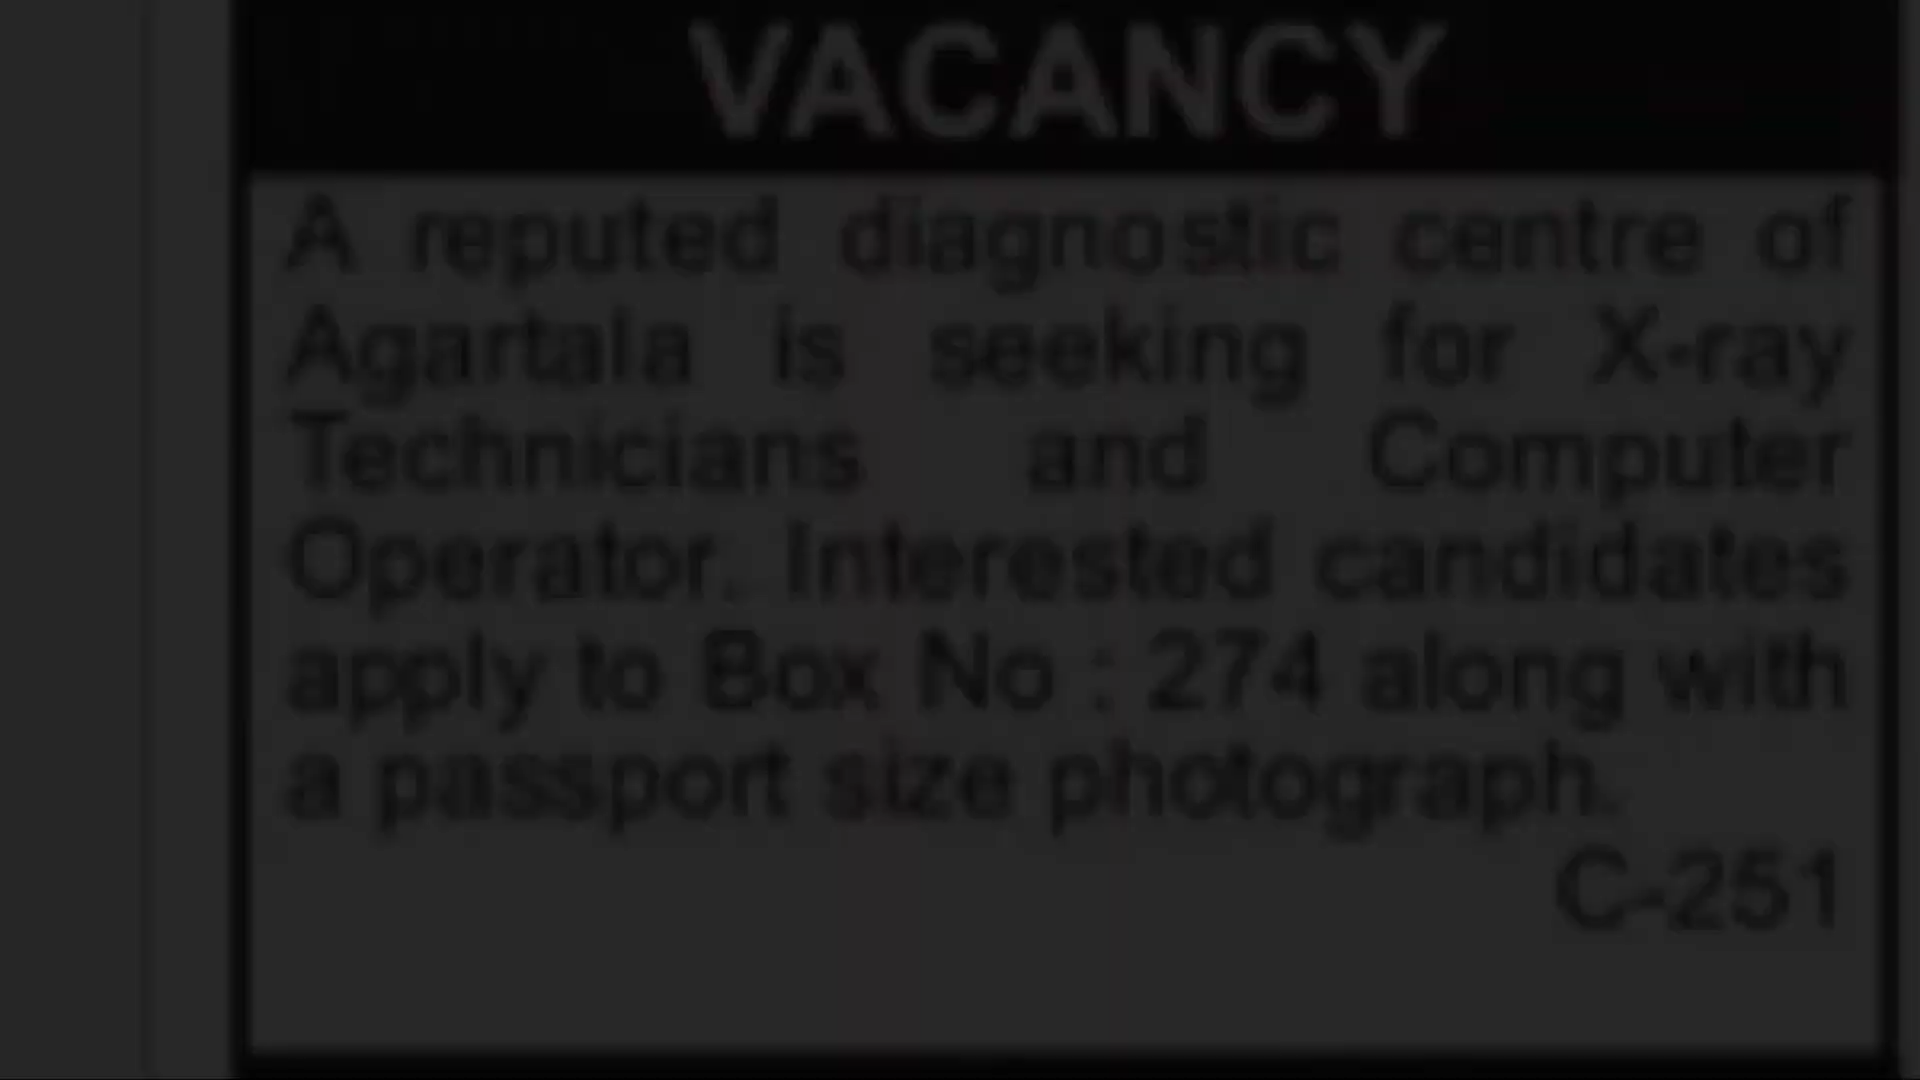 VACANCY
A reputed diagnostic centre of
Agartala is seeking for X-ray
Technicians and Computer
Operator. Interested candidates
apply to Box No : 274 along with
a passport size photograph.
C-251